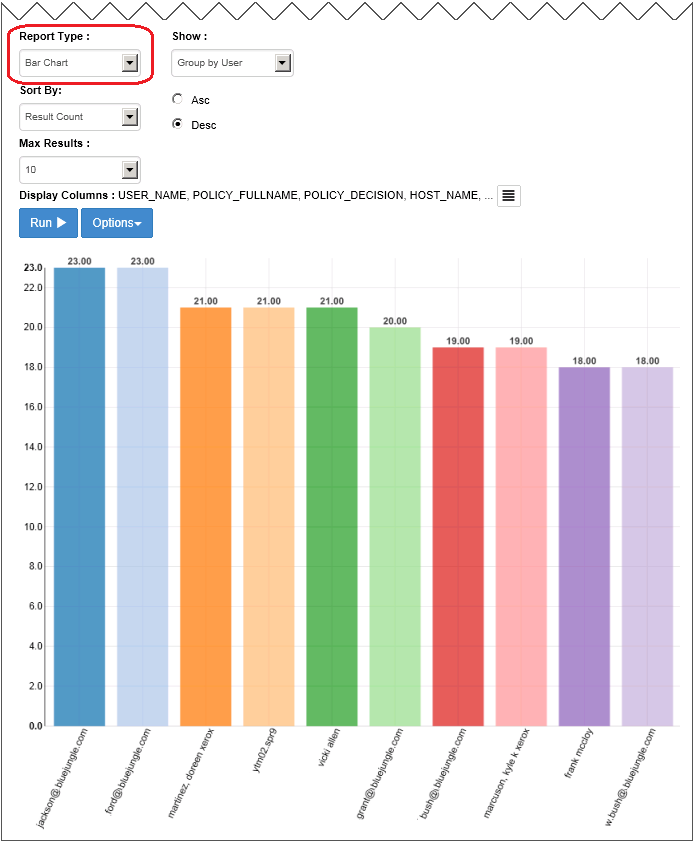 Report Type : Show :
Bar Chart Group by User
Sort By:
Result Count Asc
Desc
Max Results :
10
Display Columns : USER_NAME, POLICY_FULLNAME, POLICY_DECISION, HOST_NAME, ...
Run Options
23.00 23.00 21.00 21.00 21.00 20.00 19.00 19.00 18.00 18.00
23.0
22.0
20.0
18.0
16.0
14.0
12.0
10.0
8.0
6.0
4.0
2.0
0.0
jackson@bluejungle.com
ford@bluejungle.com
martinez, doreen xerox
ytm02.spr9
vicki allen
grant@bluejungle.com
bush@bluejungle.com
marcuson, kyle k xerox
frank mccloy
w.bush@bluejungle.com